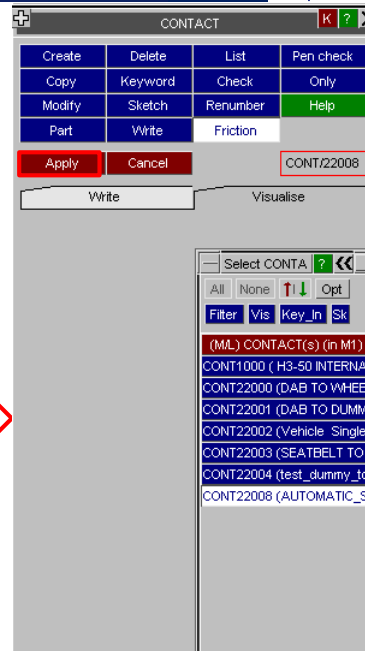 CONTACT K ?
Create Delete List Pen check
Copy Keyword Check Only
Modify Sketch Renumber Help
Part Write Friction
Apply Cancel CONT/22008
Write Visualise
Select CONTA ?
All None Opt
Filter Vis Key_In Sk
(M/L) CONTACT(s) (in M1)
CONT1000 ( H3-50 INTERNA
CONT22000 (DAB TO WHEE
CONT22001 (DAB TO DUMM
CONT22002 (Vehicle Single
CONT22003 (SEATBELT TO
CONT22004 (test_dummy_to
CONT22008 (AUTOMATIC_S